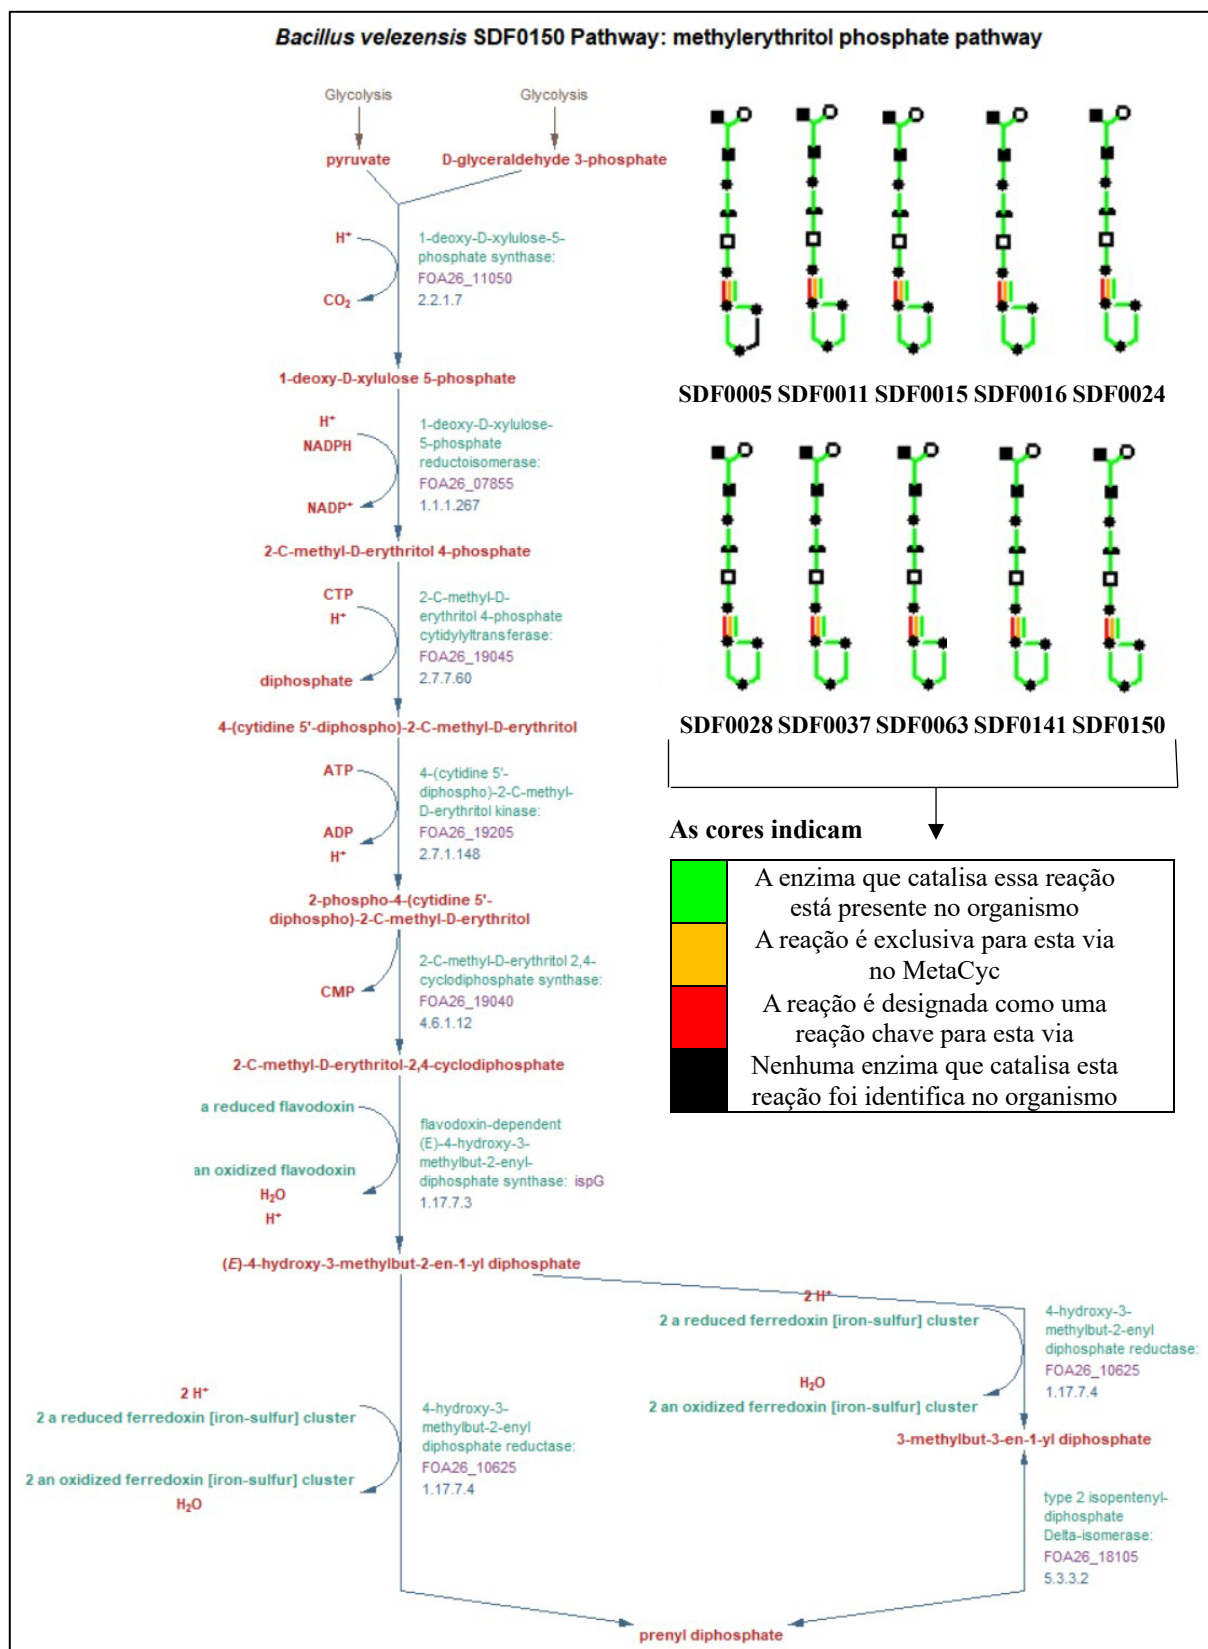 Bacillus velezensis SDF0150 Pathway: methylerythritol phosphate pathway
Glycolysis
Glycolysis
pyruvate
D-glyceraldehyde 3-phosphate
H⁺
CO₂
1-deoxy-D-xylulose-5-
phosphate synthase:
FOA26_11050
2.2.1.7
1-deoxy-D-xylulose 5-phosphate
H⁺
NADPH
NADP⁺
1-deoxy-D-xylulose-
5-phosphate
reductoisomerase:
FOA26_07855
1.1.1.267
2-C-methyl-D-erythritol 4-phosphate
CTP
H⁺
diphosphate
2-C-methyl-D-
erythritol 4-phosphate
cytidylyltransferase:
FOA26_19045
2.7.7.60
4-(cytidine 5'-diphospho)-2-C-methyl-D-erythritol
ATP
ADP
H⁺
4-(cytidine 5'-
diphospho)-2-C-methyl-
D-erythritol kinase:
FOA26_19205
2.7.1.148
2-phospho-4-(cytidine 5'-
diphospho)-2-C-methyl-D-erythritol
CMP
2-C-methyl-D-erythritol 2,4-
cyclodiphosphate synthase:
FOA26_19040
4.6.1.12
2-C-methyl-D-erythritol-2,4-cyclodiphosphate
a reduced flavodoxin
an oxidized flavodoxin
H₂O
H⁺
flavodoxin-dependent
(E)-4-hydroxy-3-
methylbut-2-enyl-
diphosphate synthase: ispG
1.17.7.3
(E)-4-hydroxy-3-methylbut-2-en-1-yl diphosphate
2 H⁺
2 a reduced ferredoxin [iron-sulfur] cluster
H₂O
2 an oxidized ferredoxin [iron-sulfur] cluster
4-hydroxy-3-
methylbut-2-enyl
diphosphate reductase:
FOA26_10625
1.17.7.4
2 H⁺
2 a reduced ferredoxin [iron-sulfur] cluster
2 an oxidized ferredoxin [iron-sulfur] cluster
H₂O
4-hydroxy-3-
methylbut-2-enyl
diphosphate reductase:
FOA26_10625
1.17.7.4
3-methylbut-3-en-1-yl diphosphate
type 2 isopentenyl-
diphosphate
Delta-isomerase:
FOA26_18105
5.3.3.2
prenyl diphosphate
SDF0005 SDF0011 SDF0015 SDF0016 SDF0024
SDF0028 SDF0037 SDF0063 SDF0141 SDF0150
As cores indicam
A enzima que catalisa essa reação
está presente no organismo
A reação é exclusiva para esta via
no MetaCyc
A reação é designada como uma
reação chave para esta via
Nenhuma enzima que catalisa esta
reação foi identifica no organismo